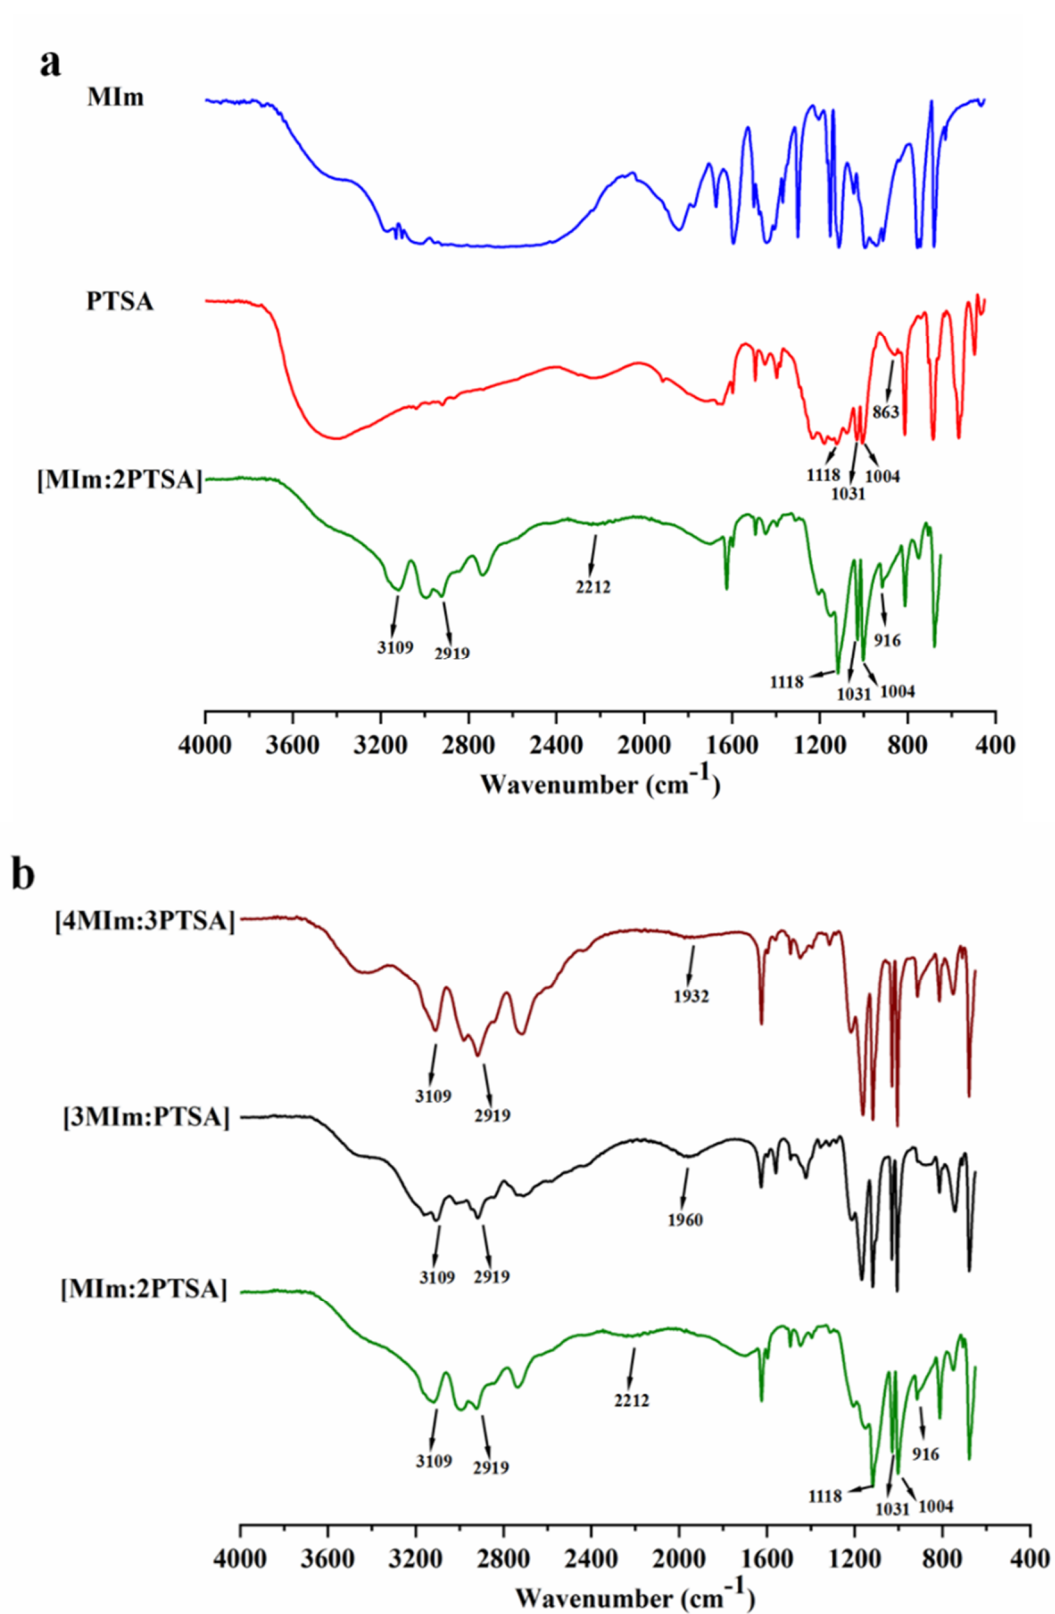 a
MIm
PTSA
863
1118
1004
1031
[MIm:2PTSA]
2212
3109
2919
916
1118
1031
1004
4000 3600 3200 2800 2400 2000 1600 1200 800 400
Wavenumber (cm-1)
b
[4MIm:3PTSA]
1932
3109
2919
[3MIm:PTSA]
1960
3109
2919
[MIm:2PTSA]
2212
3109
2919
916
1118
1031
1004
4000 3600 3200 2800 2400 2000 1600 1200 800 400
Wavenumber (cm-1)